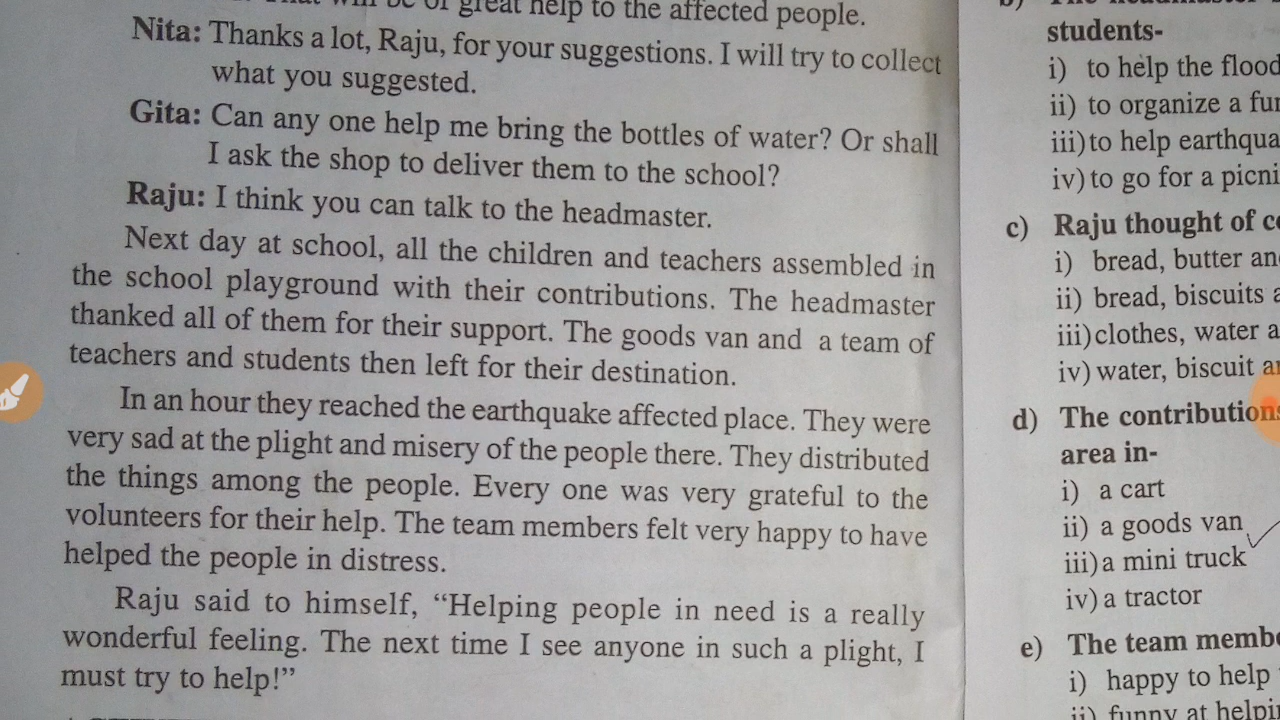 great help to the affected people.
Nita: Thanks a lot, Raju, for your suggestions. I will try to collect
what you suggested.
Gita: Can any one help me bring the bottles of water? Or shall
I ask the shop to deliver them to the school?
Raju: I think you can talk to the headmaster.
Next day at school, all the children and teachers assembled in
the school playground with their contributions. The headmaster
thanked all of them for their support. The goods van and a team of
teachers and students then left for their destination.
In an hour they reached the earthquake affected place. They were
very sad at the plight and misery of the people there. They distributed
the things among the people. Every one was very grateful to the
volunteers for their help. The team members felt very happy to have
helped the people in distress.
Raju said to himself, “Helping people in need is a really
wonderful feeling. The next time I see anyone in such a plight, I
must try to help!”
students-
i) to help the flood
ii) to organize a
iii) to help
iv) to go for a
c) Raju thought of
i) bread, butter
ii) bread, biscuits
iii) clothes, water
iv) water, biscuit
d) The
area in-
i) a cart
ii) a goods van
iii) a mini truck
iv) a tractor
e) The team
i) happy to help
ii) funny at